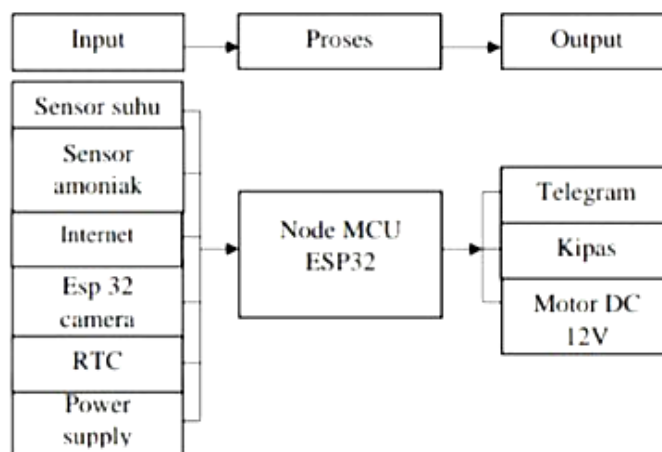 Input
Proses
Output
Sensor suhu
Sensor
amoniak
Internet
Esp 32
camera
RTC
Power
supply
Node MCU
ESP32
Telegram
Kipas
Motor DC
12V